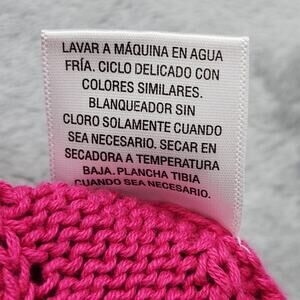 LAVAR A MÁQUINA EN AGUA
FRÍA. CICLO DELICADO CON
COLORES SIMILARES.
BLANQUEADOR SIN
CLORO SOLAMENTE CUANDO
SEA NECESARIO. SECAR EN
SECADORA A TEMPERATURA
BAJA. PLANCHA TIBIA
CUANDO SEA NECESARIO.